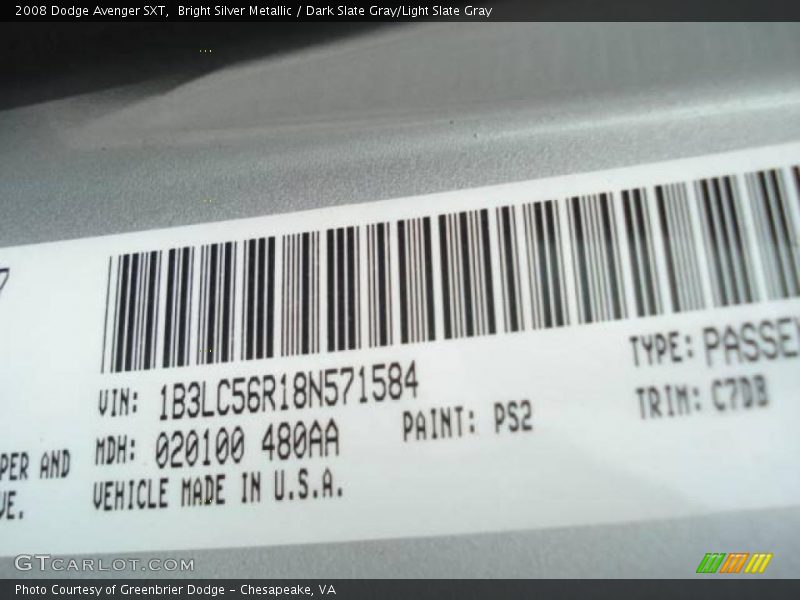 2008 Dodge Avenger SXT, Bright Silver Metallic / Dark Slate Gray/Light Slate Gray
7
VIN: 1B3LC56R18N571584
TYPE: PASSE
MDH: 020100 480AA
PAINT: PS2
TRIM: C7DB
PER AND
VE.
VEHICLE MADE IN U.S.A.
GTCARLOT.COM
Photo Courtesy of Greenbrier Dodge - Chesapeake, VA